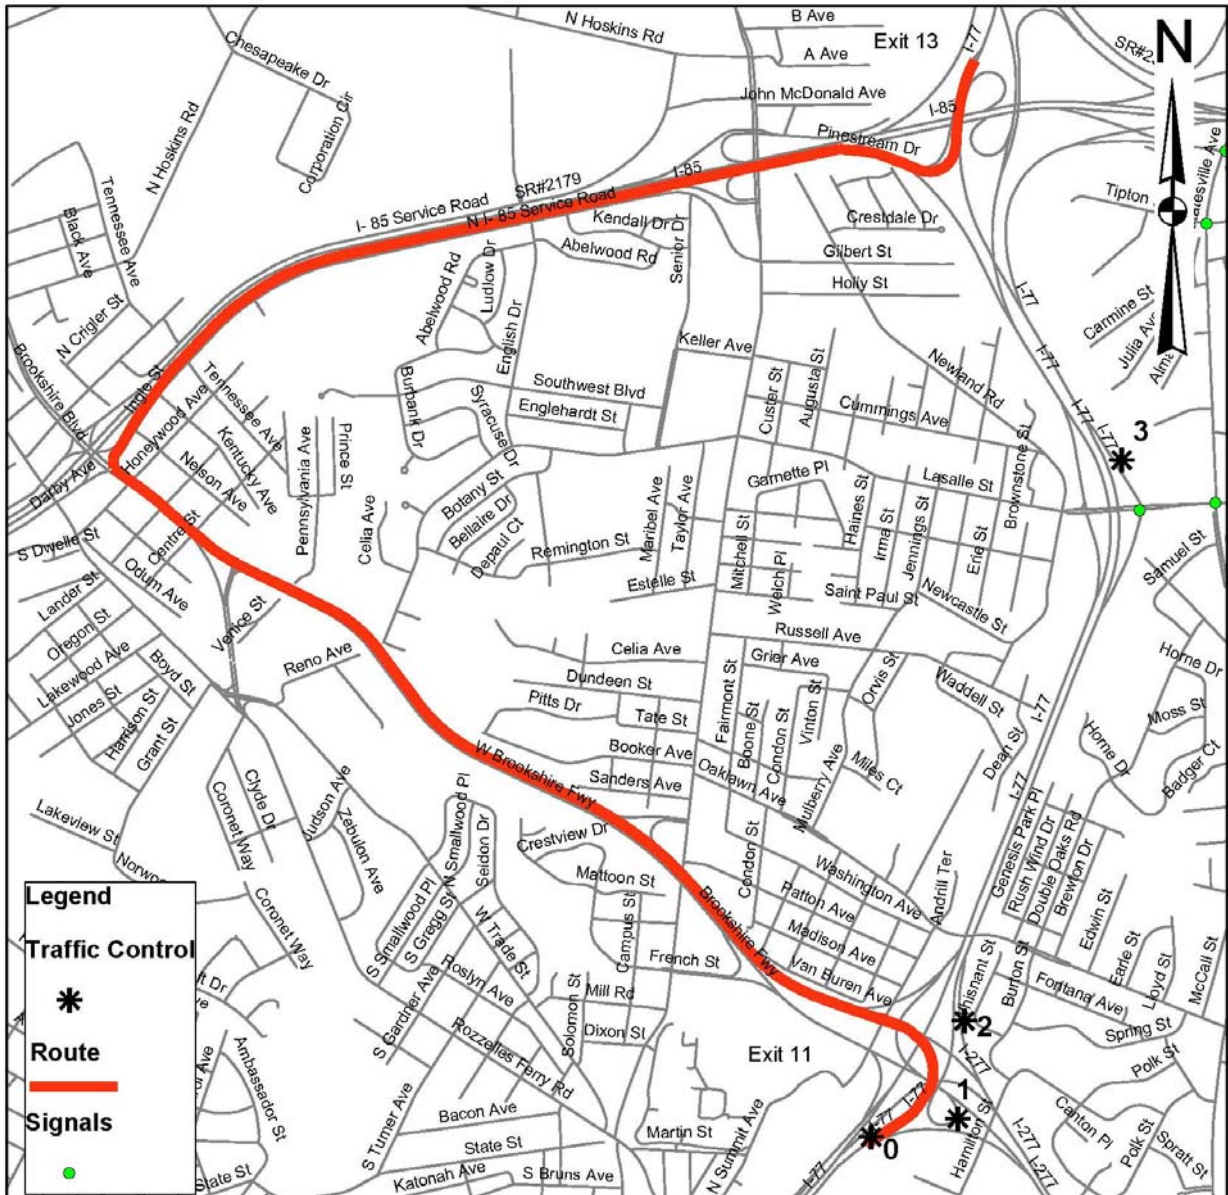 N Hoskins Rd
B Ave
Exit 13
I-77
N
Chesapeake Dr
A Ave
John McDonald Ave
I-85
Corporation Cir
N Hoskins Rd
Pinestream Dr
I-85
SR#2179
I- 85 Service Road
N I- 85 Service Road
Tennessee Ave
Black Ave
Tipton
Kendall Dr
Crestdale Dr
Senior Dr
Abelwood Rd
Gilbert St
Holly St
Ludlow Dr
Abelwood Rd
English Dr
I-77
N Crigler St
Carmine St
Julia Ave
Keller Ave
I-77
Brookshire Blvd
Ingle St
Honeywood Ave
Tennessee Ave
Burbank Dr
Southwest Blvd
Englehardt St
Syracuse Dr
Custer St
Augusta St
Cummings Ave
Newland Rd
I-77
I-77
3
Darby Ave
Kentucky Ave
Nelson Ave
Pennsylvania Ave
Prince St
Celia Ave
Botany St
Bellaire Dr
Depaul Ct
Garnette Pl
Lasalle St
Brownstone St
Maribel Ave
Taylor Ave
Mitchell St
Haines St
Irma St
Jennings St
Erie St
S Dwelle St
Centre St
Odum Ave
Remington St
Estelle St
Welch Pl
Saint Paul St
Newcastle St
Samuel St
Lander St
Oregon St
Venice St
Lakewood Ave
Jones St
Boyd St
Harrison St
Grant St
Reno Ave
Celia Ave
Russell Ave
Grier Ave
Orvis St
Horne Dr
Dundeen St
Pitts Dr
Tate St
Fairmont St
Boone St
Condon St
Vinton St
Waddell St
I-77
Moss St
Booker Ave
Sanders Ave
Oaklawn Ave
Mulberry Ave
Miles Ct
Dean St
Horne Dr
Badger Ct
W Brookshire Fwy
Clyde Dr
Coronet Way
Judson Ave
Zebulon Ave
I-77
Lakeview St
N Smallwood Pl
Seldon Dr
Crestview Dr
Mattoon St
Condon St
Washington Ave
Genesis Park Pl
Rush Wind Dr
Double Oaks Rd
Brewton Dr
Coronet Way
S Smallwood Pl
S Gregg St
W Trade St
Campus St
Brookshire Fwy
Patton Ave
Madison Ave
Van Buren Ave
Andrill Ter
Edwin St
Earle St
Lloyd St
McCall St
Legend
Traffic Control
Route
Signals
S Gardner Ave
Roslyn Ave
Rozzelles Ferry Rd
French St
Solomon St
Mill Rd
Dixon St
Burton St
Fontana Ave
Spring St
Polk St
2
I-277
Exit 11
Ambassador St
1
I-77
I-77
0
Hamilton St
I-277
I-277
Canton Pl
Polk St
Spratt St
Bacon Ave
State St
S Turner Ave
Katonah Ave
S Bruns Ave
Martin St
N Summit Ave
I-77
State St